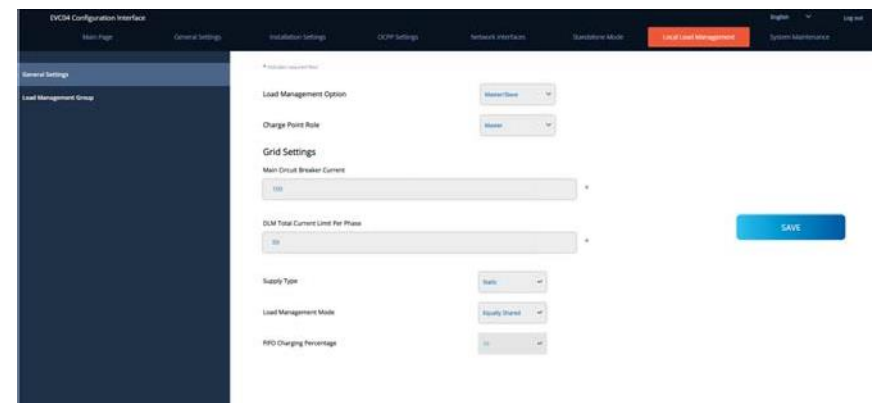 EVC04 Configuration Interface
English
Log out
Main Page
General Settings
Installation Settings
OCPP Settings
Network Interfaces
Standalone Mode
Local Load Management
System Maintenance
General Settings
Load Management Group
Load Management Option
Master/Slave
Charge Point Role
Master
Grid Settings
Main Circuit Breaker Current
*
DLM Total Current Limit Per Phase
*
SAVE
Supply Type
Static
Load Management Mode
Equally Shared
FIFO Charging Percentage